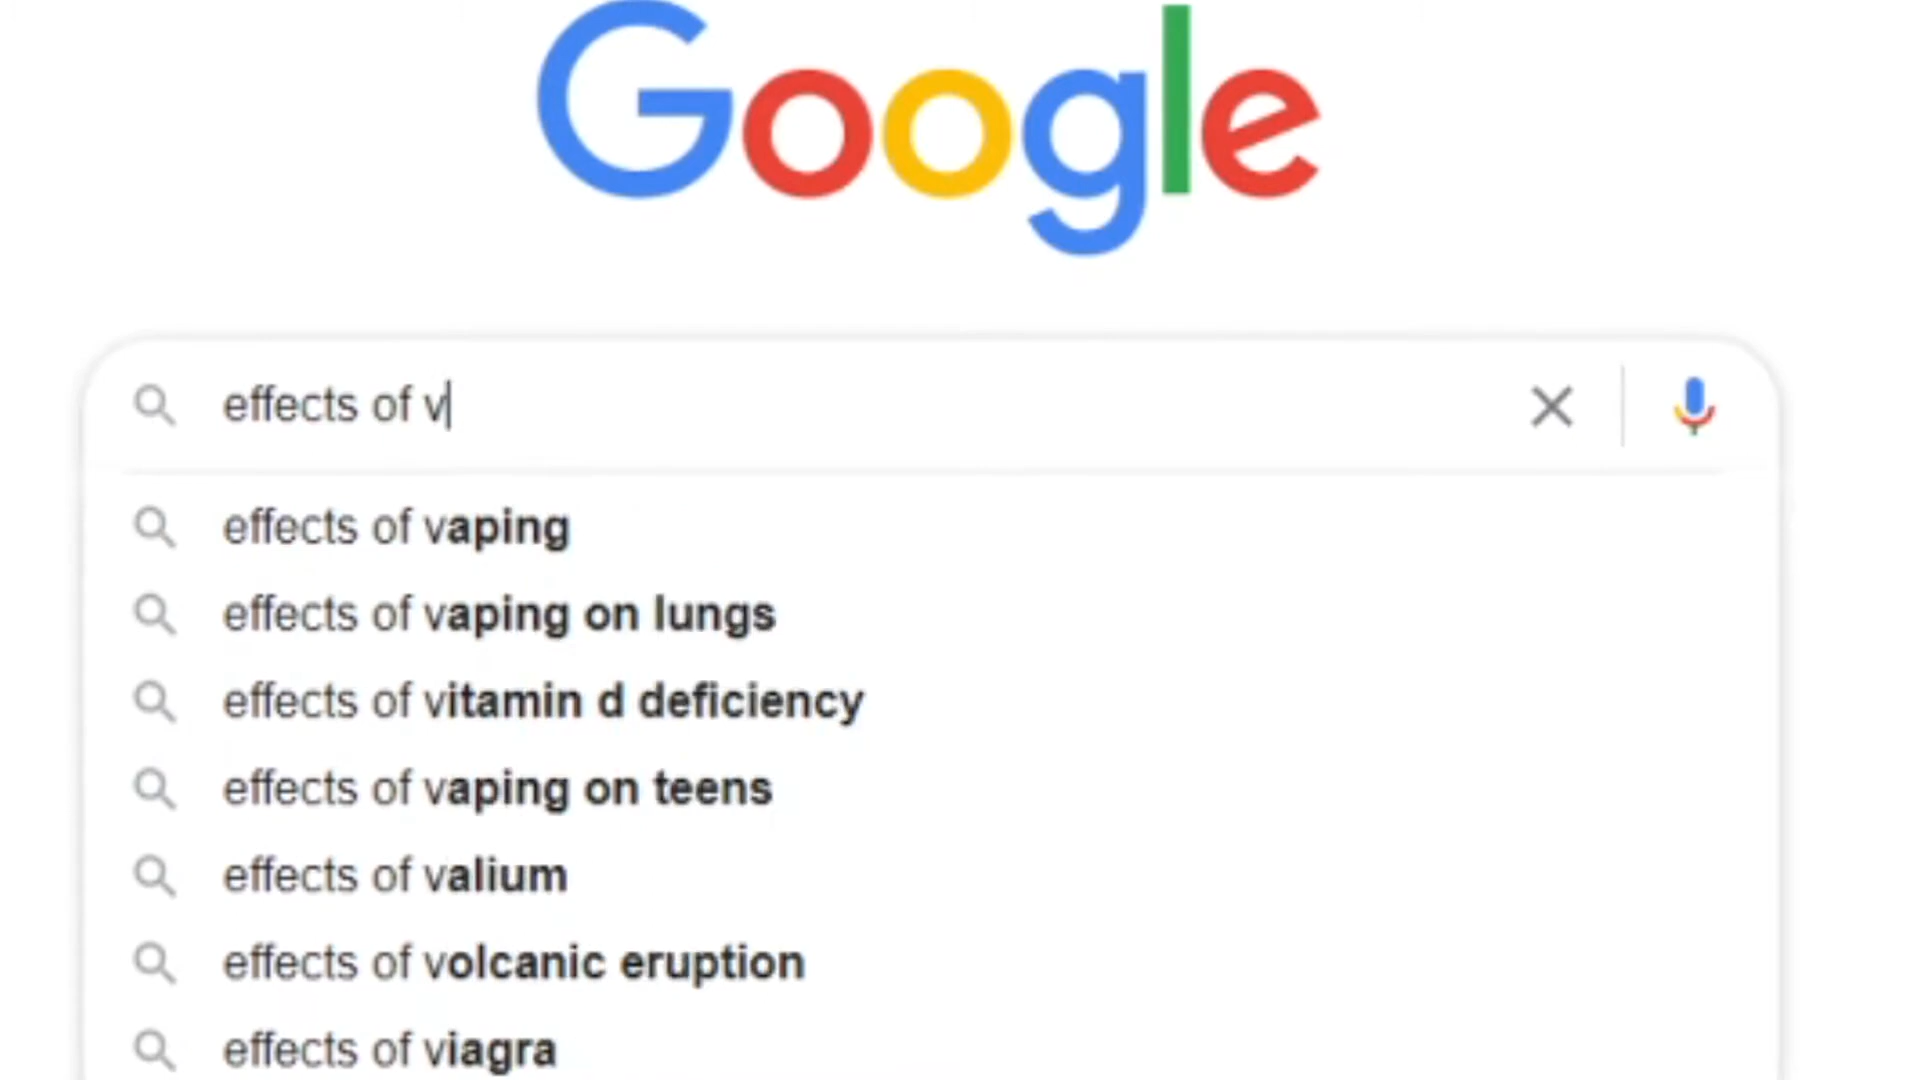 Google
effects of v
effects of vaping
effects of vaping on lungs
effects of vitamin d deficiency
effects of vaping on teens
effects of valium
effects of volcanic eruption
effects of viagra